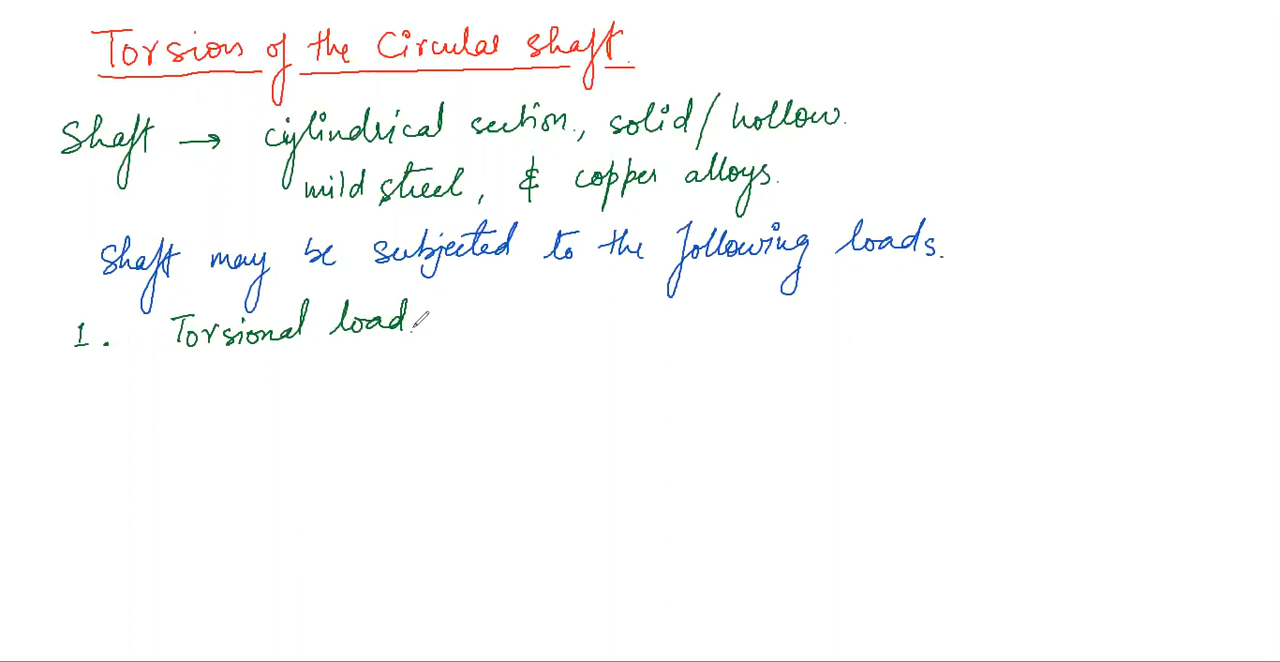 Torsion of the Circular shaft.
Shaft → cylindrical section, solid/hollow.
mild steel, & copper alloys.
Shaft may be subjected to the following loads.
1. Torsional load.